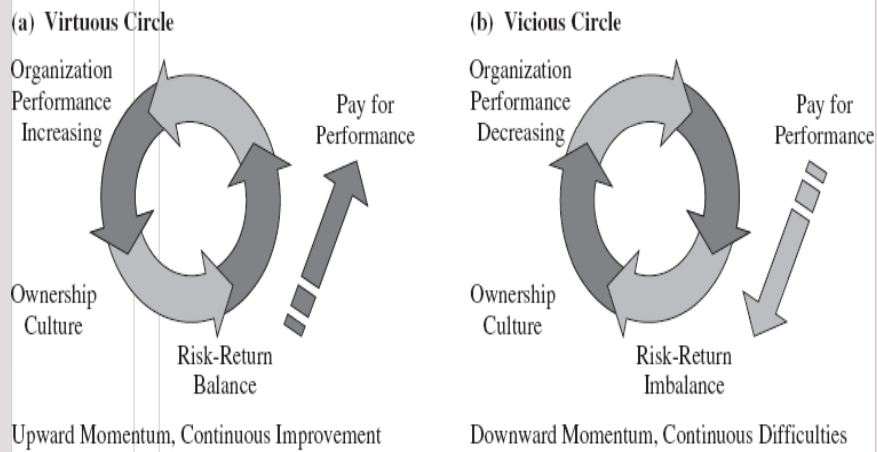 (a) Virtuous Circle
Organization
Performance
Increasing
Pay for
Performance
Ownership
Culture
Risk-Return
Balance
Upward Momentum, Continuous Improvement
(b) Vicious Circle
Organization
Performance
Decreasing
Pay for
Performance
Ownership
Culture
Risk-Return
Imbalance
Downward Momentum, Continuous Difficulties